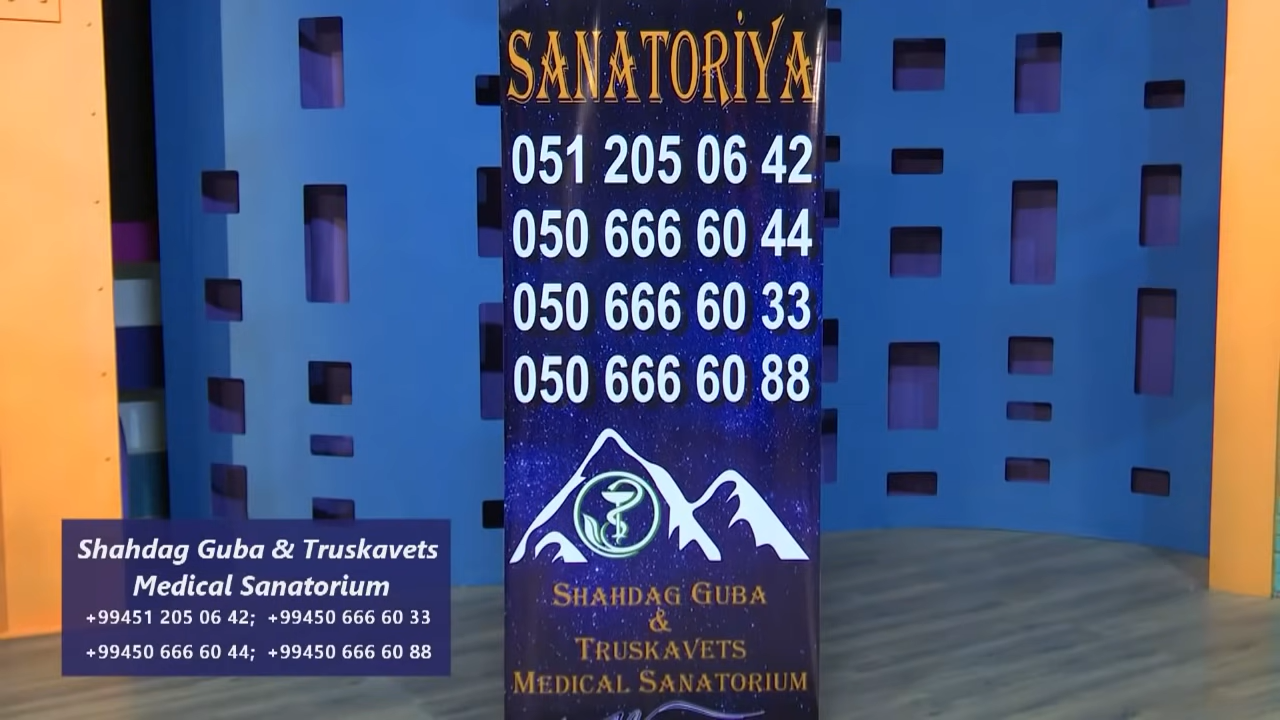 SANATORİYA
051 205 06 42
050 666 60 44
050 666 60 33
050 666 60 88
SHAHDAG GUBA
&
TRUSKAVETS
MEDICAL SANATORIUM
Shahdag Guba & Truskavets
Medical Sanatorium
+99451 205 06 42; +99450 666 60 33
+99450 666 60 44; +99450 666 60 88